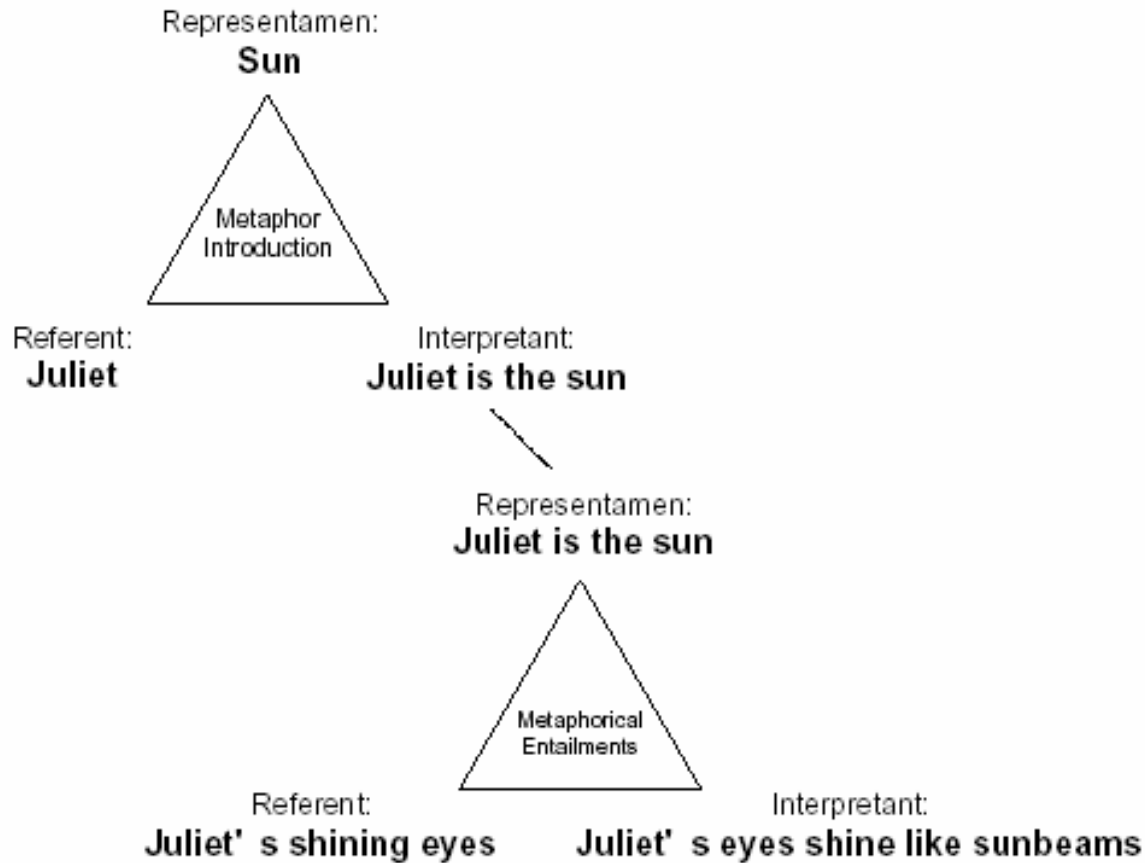 Representamen:
Sun
Metaphor
Introduction
Referent:
Juliet
Interpretant:
Juliet is the sun
Representamen:
Juliet is the sun
Metaphorical
Entailments
Referent:
Juliet' s shining eyes
Interpretant:
Juliet' s eyes shine like sunbeams